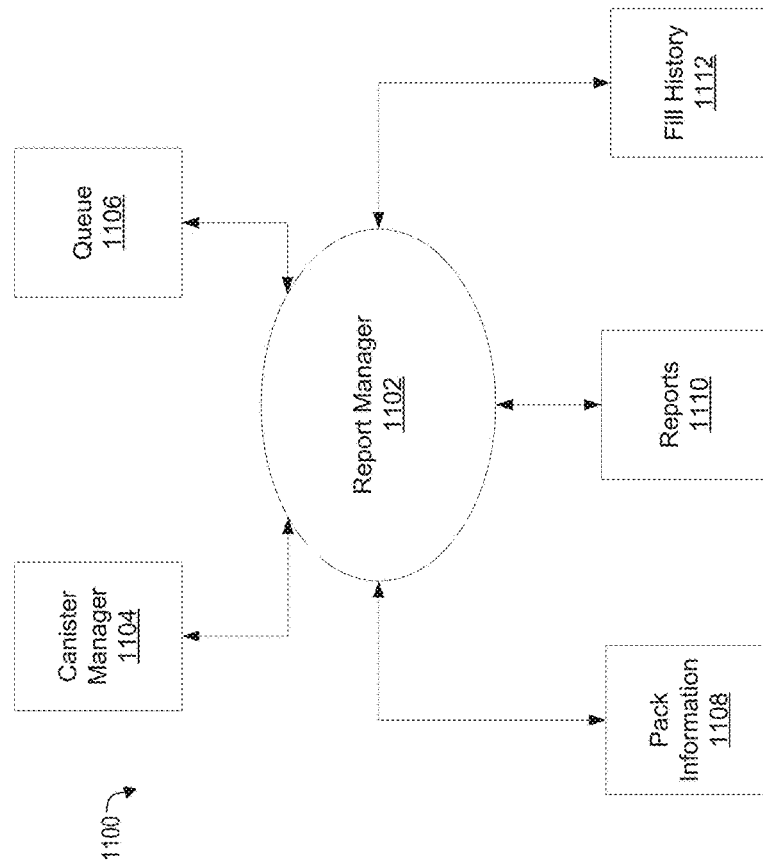 1100
Canister
Manager
1104
Queue
1106
Report Manager
1102
Pack
Information
1108
Reports
1110
Fill History
1112